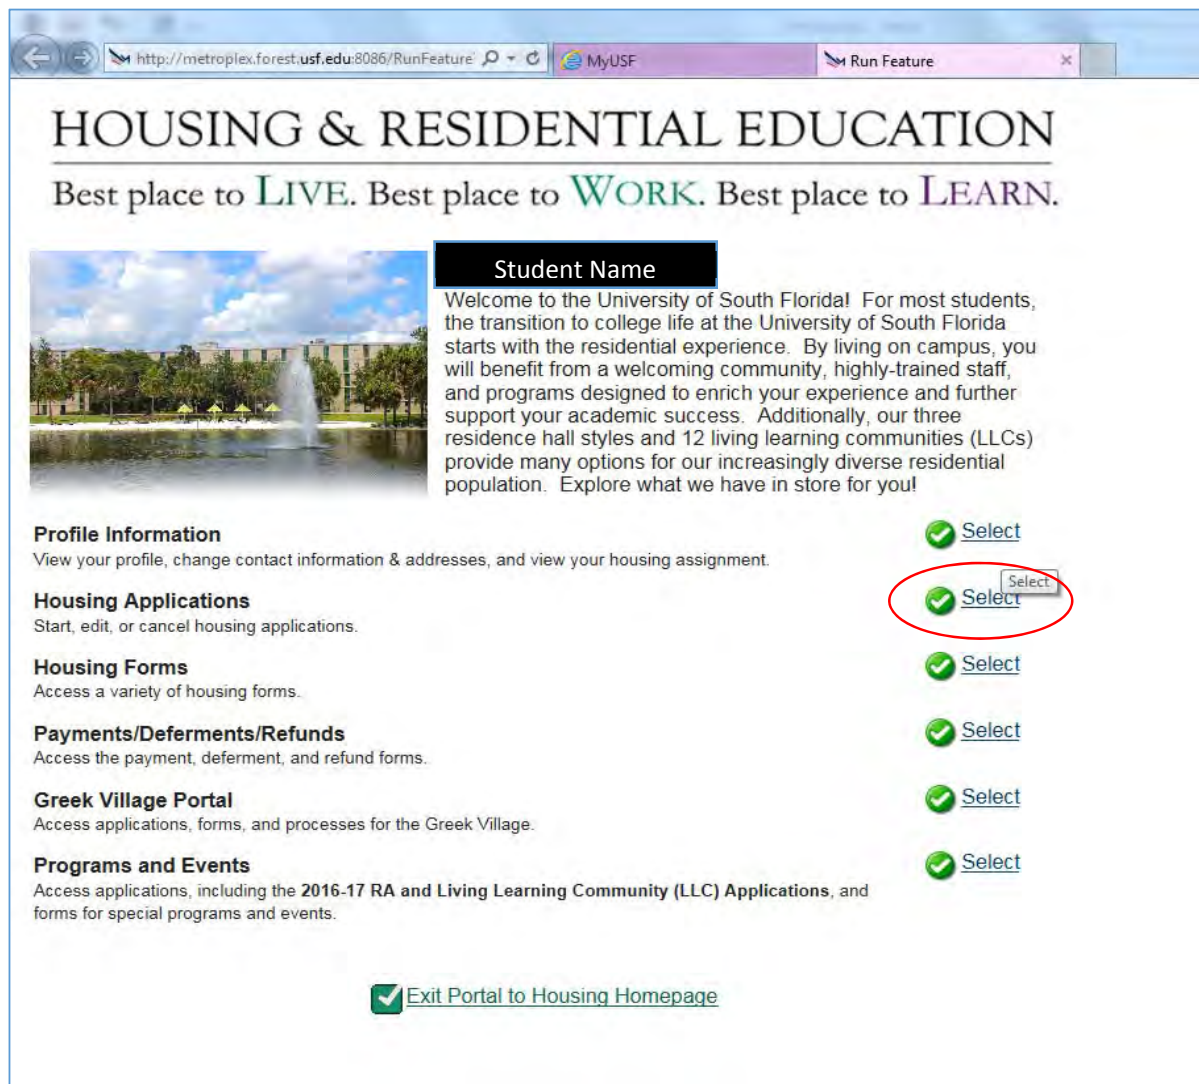 http://metroplex.forest.usf.edu:8086/RunFeature
MyUSF
Run Feature
HOUSING & RESIDENTIAL EDUCATION
Best place to LIVE. Best place to WORK. Best place to LEARN.
Student Name
Welcome to the University of South Florida! For most students,
the transition to college life at the University of South Florida
starts with the residential experience. By living on campus, you
will benefit from a welcoming community, highly-trained staff,
and programs designed to enrich your experience and further
support your academic success. Additionally, our three
residence hall styles and 12 living learning communities (LLCs)
provide many options for our increasingly diverse residential
population. Explore what we have in store for you!
Profile Information
Select
View your profile, change contact information & addresses, and view your housing assignment.
Select
Housing Applications
Select
Start, edit, or cancel housing applications.
Housing Forms
Select
Access a variety of housing forms.
Payments/Deferments/Refunds
Select
Access the payment, deferment, and refund forms.
Greek Village Portal
Select
Access applications, forms, and processes for the Greek Village.
Programs and Events
Select
Access applications, including the 2016-17 RA and Living Learning Community (LLC) Applications, and
forms for special programs and events.
Exit Portal to Housing Homepage